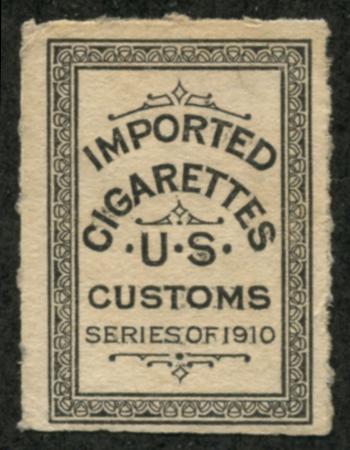 IMPORTED
CIGARETTES
·U·S·
CUSTOMS
SERIES OF 1910